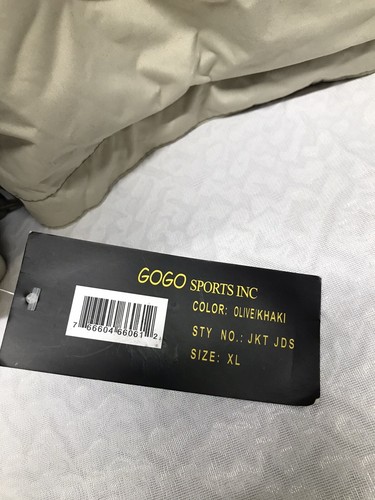 GOGO SPORTS INC
COLOR: OLIVE/KHAKI
STY NO.: JKT JDS
SIZE: XL
7 66604 66061 2